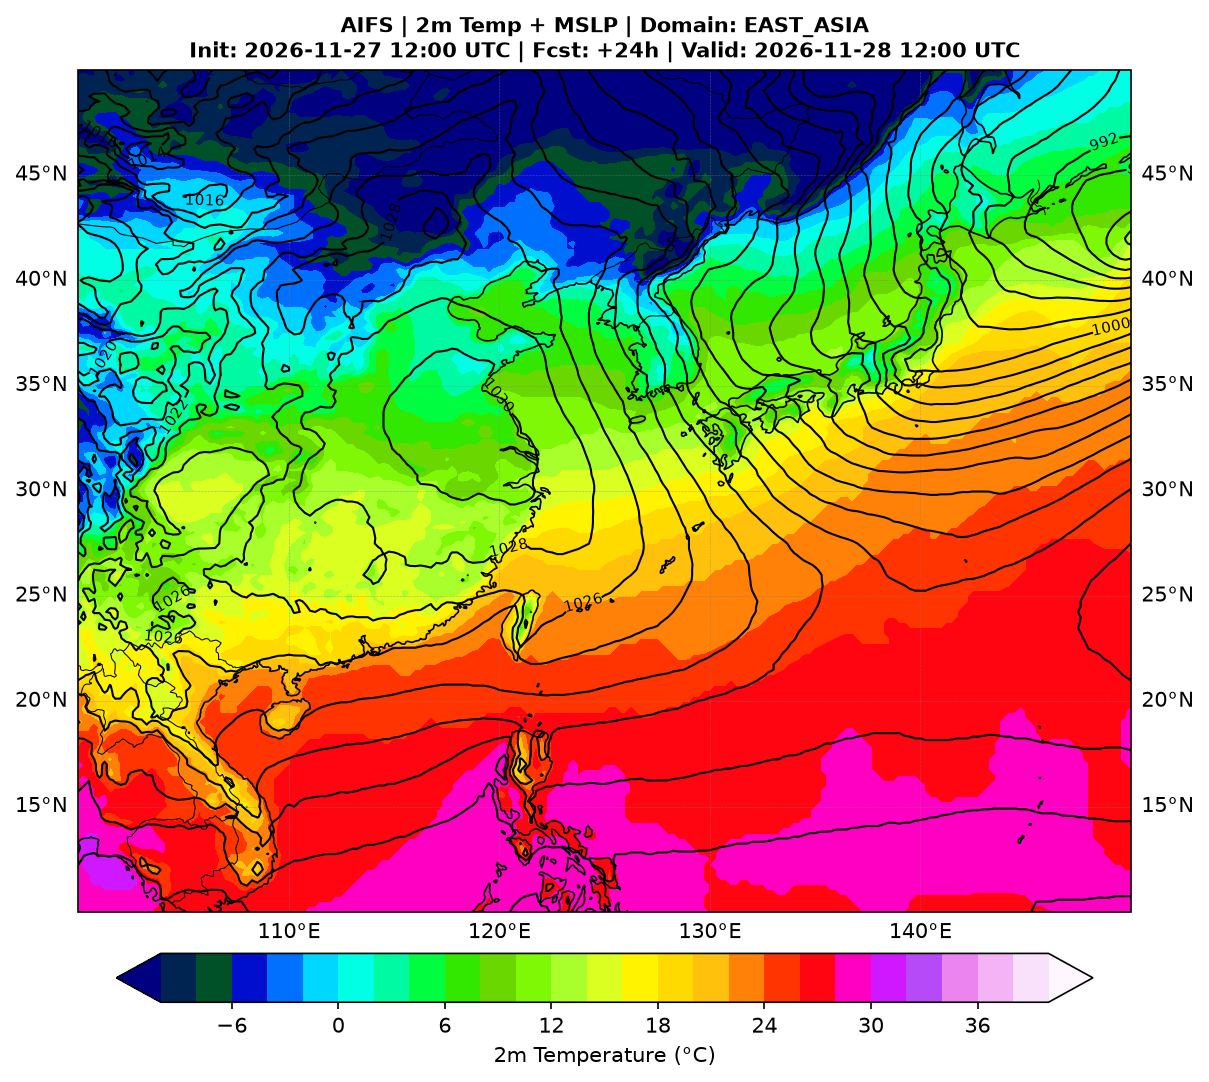 AIFS | 2m Temp + MSLP | Domain: EAST_ASIA
Init: 2026-11-27 12:00 UTC | Fcst: +24h | Valid: 2026-11-28 12:00 UTC
992
45°N 45°N
1016
1028
40°N 40°N
1000
1020
35°N 35°N
1022
30°N 30°N
1028
1026
1026
25°N 25°N
1026
20°N 20°N
15°N 15°N
110°E 120°E 130°E 140°E
−6 0 6 12 18 24 30 36
2m Temperature (°C)